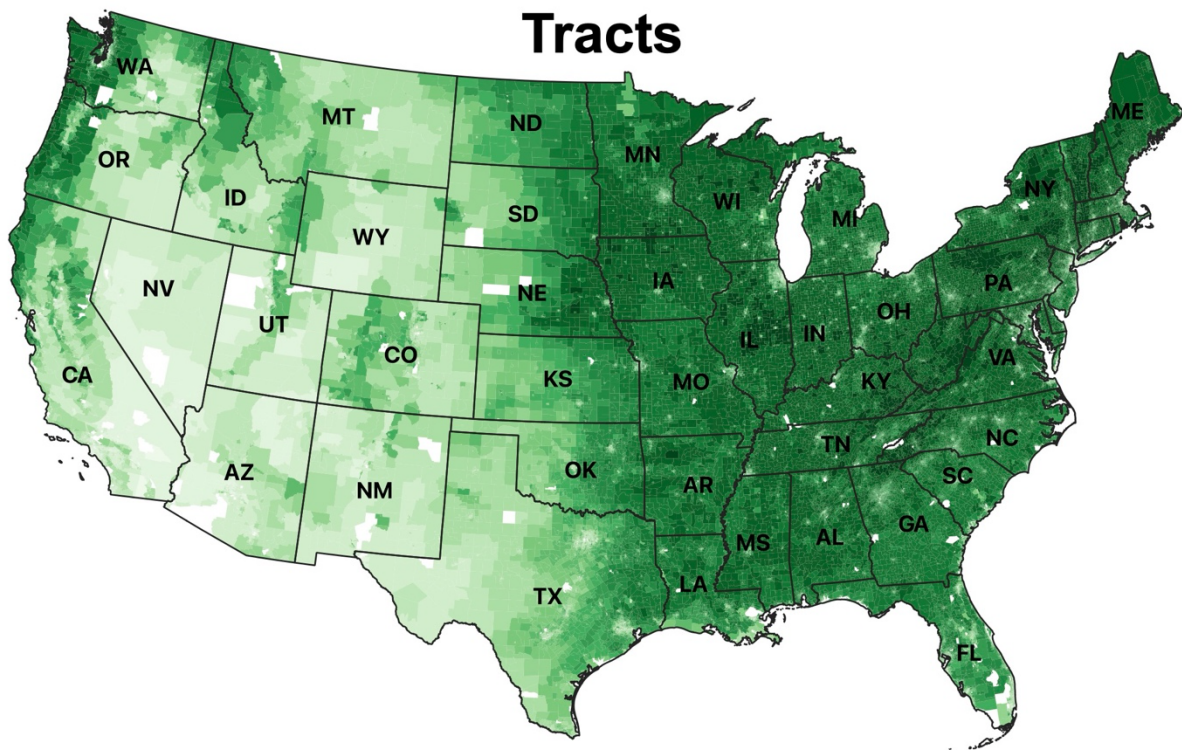 Tracts
WA
MT
ND
MN
ME
OR
ID
SD
WI
MI
NY
WY
NV
NE
IA
PA
UT
CO
IL
IN
OH
CA
KS
MO
KY
VA
AZ
NM
OK
TN
NC
AR
SC
MS
AL
GA
TX
LA
FL